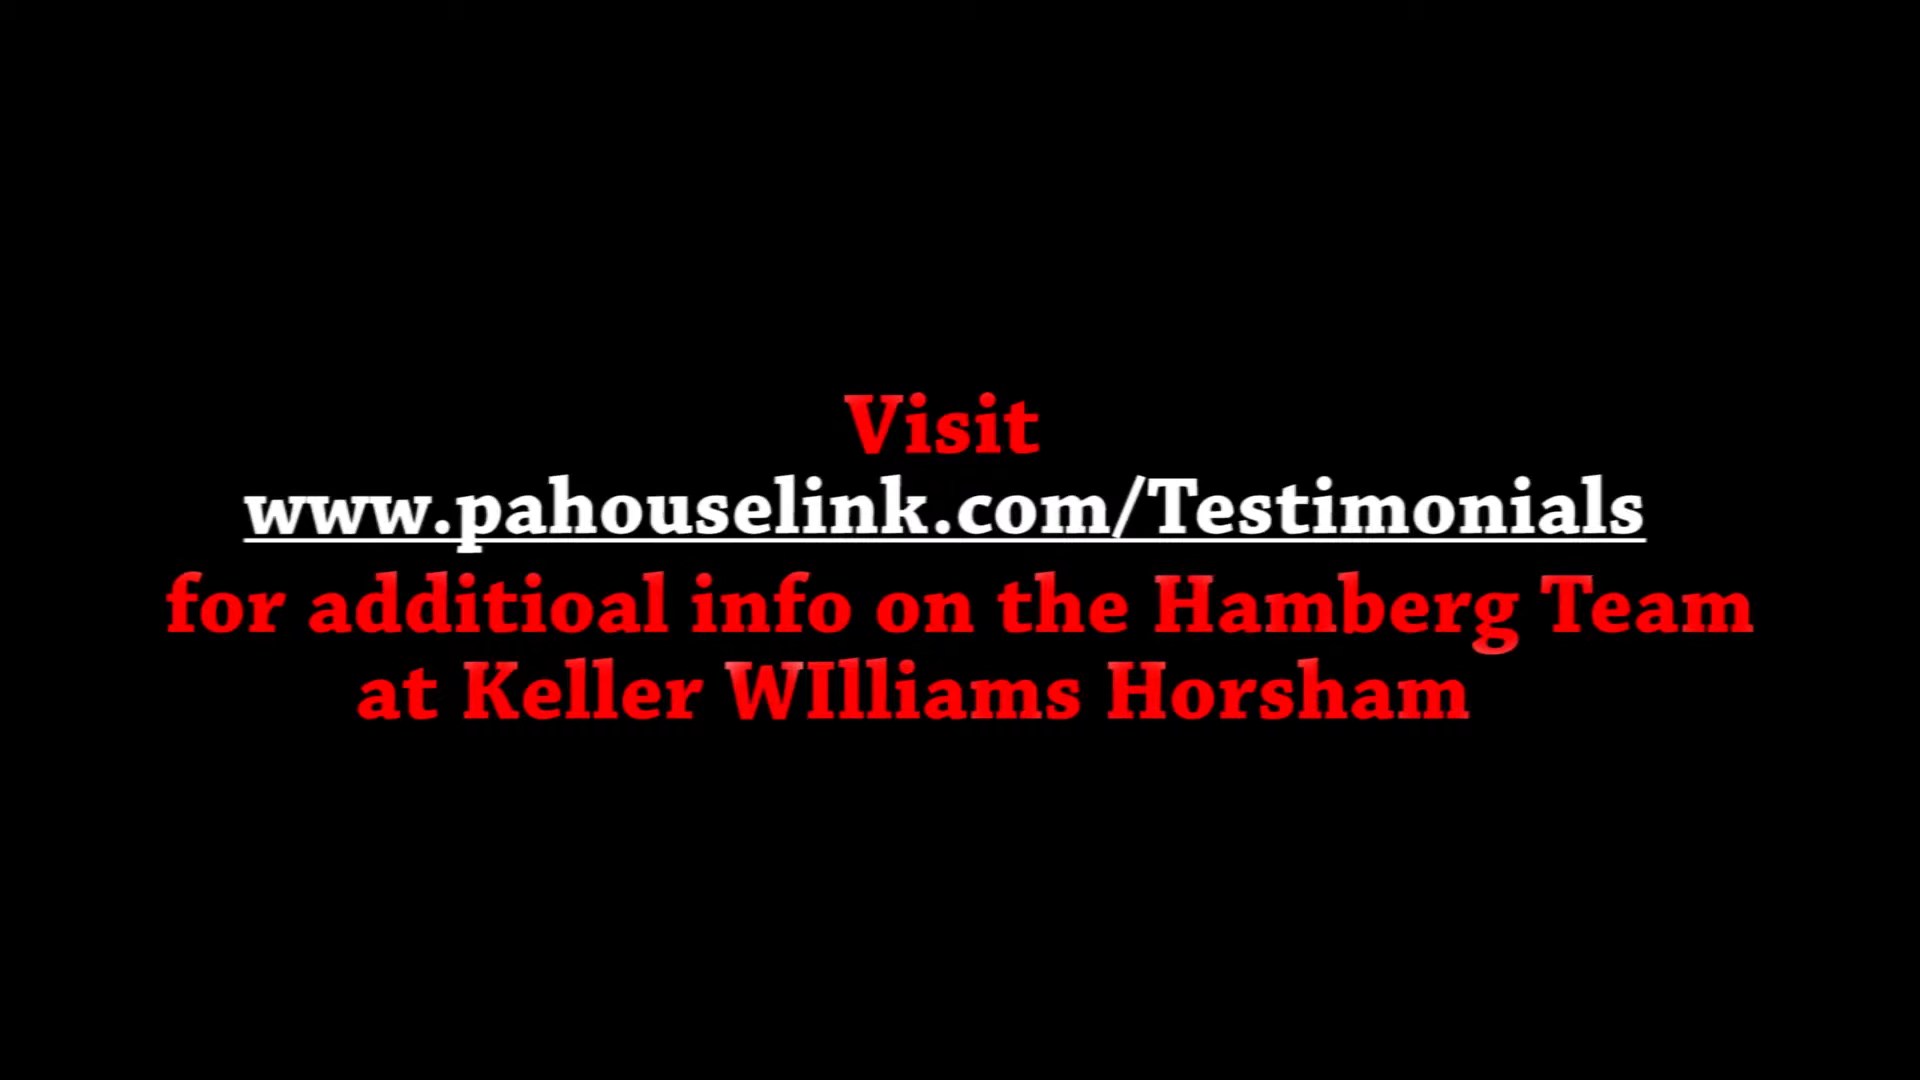 Visit
www.pahouselink.com/Testimonials
for additioal info on the Hamberg Team
at Keller WIlliams Horsham